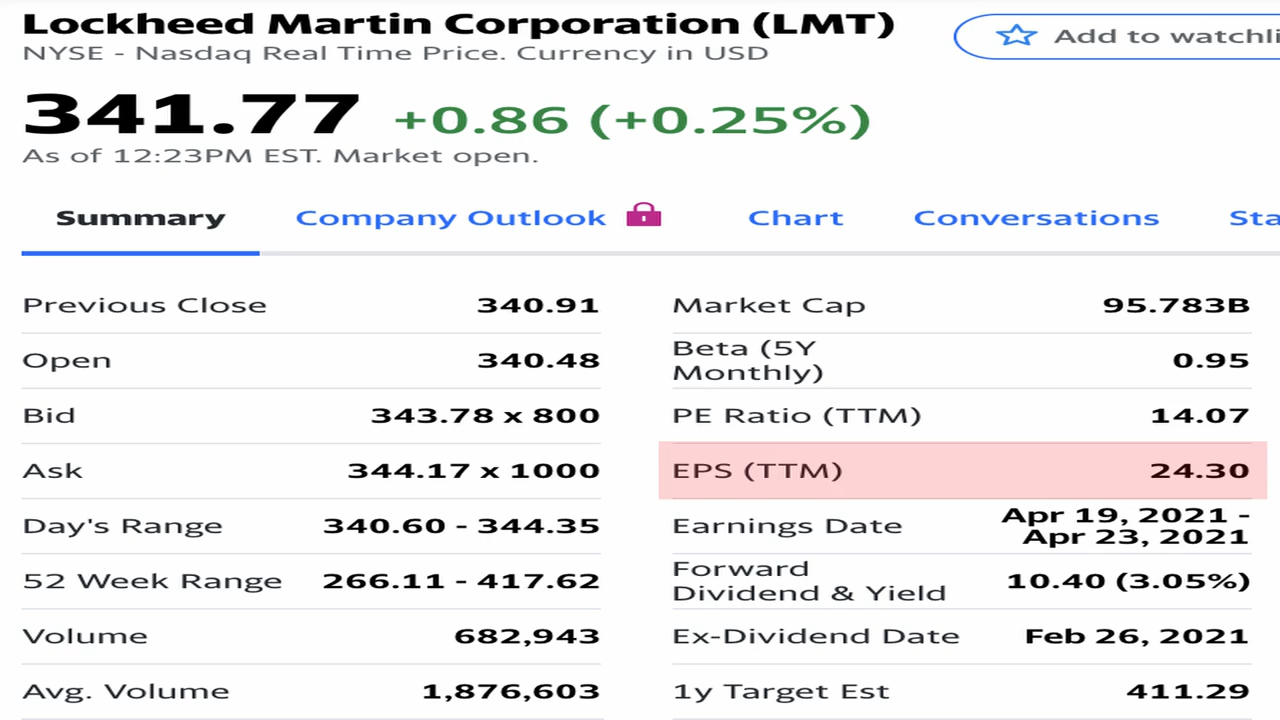 Lockheed Martin Corporation (LMT)
NYSE - Nasdaq Real Time Price. Currency in USD
Add to watchli
341.77 +0.86 (+0.25%)
As of 12:23PM EST. Market open.
Summary Company Outlook Chart Conversations Sta
Previous Close 340.91
Open 340.48
Bid 343.78 x 800
Ask 344.17 x 1000
Day's Range 340.60 - 344.35
52 Week Range 266.11 - 417.62
Volume 682,943
Avg. Volume 1,876,603
Market Cap 95.783B
Beta (5Y
Monthly) 0.95
PE Ratio (TTM) 14.07
EPS (TTM) 24.30
Earnings Date Apr 19, 2021 -
Apr 23, 2021
Forward
Dividend & Yield 10.40 (3.05%)
Ex-Dividend Date Feb 26, 2021
1y Target Est 411.29